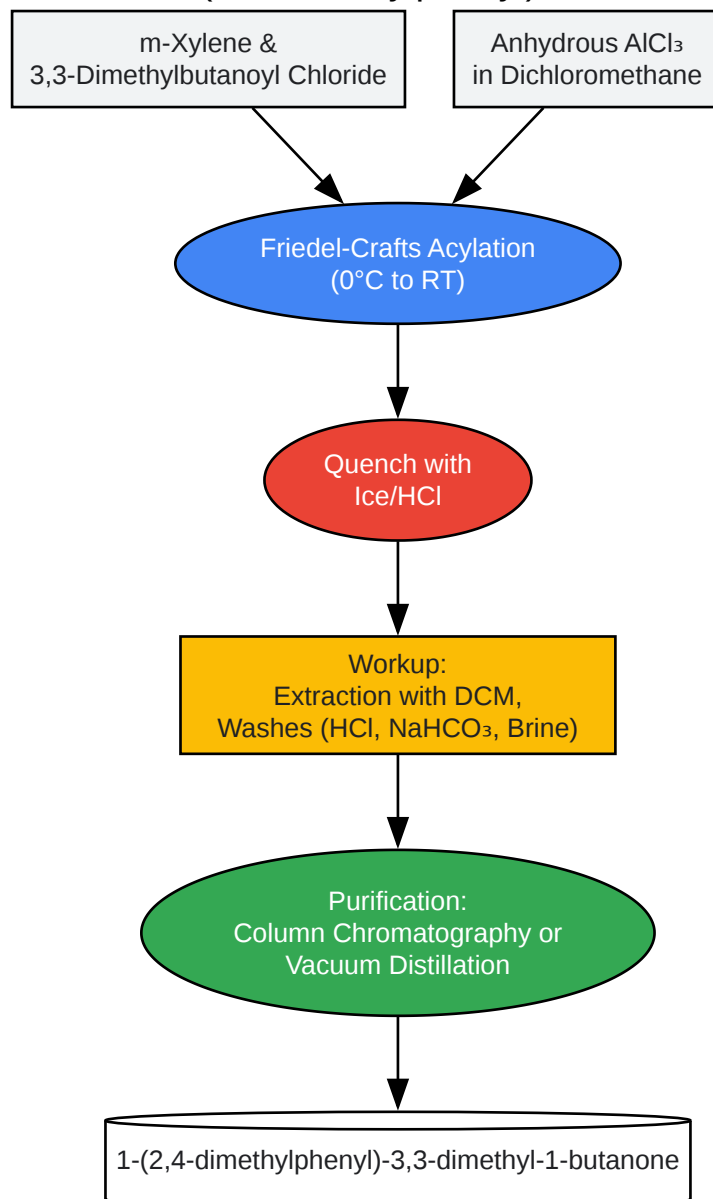 m-Xylene &
3,3-Dimethylbutanoyl Chloride
Anhydrous AlCl₃
in Dichloromethane
Friedel-Crafts Acylation
(0°C to RT)
Quench with
Ice/HCl
Workup:
Extraction with DCM,
Washes (HCl, NaHCO₃, Brine)
Purification:
Column Chromatography or
Vacuum Distillation
1-(2,4-dimethylphenyl)-3,3-dimethyl-1-butanone